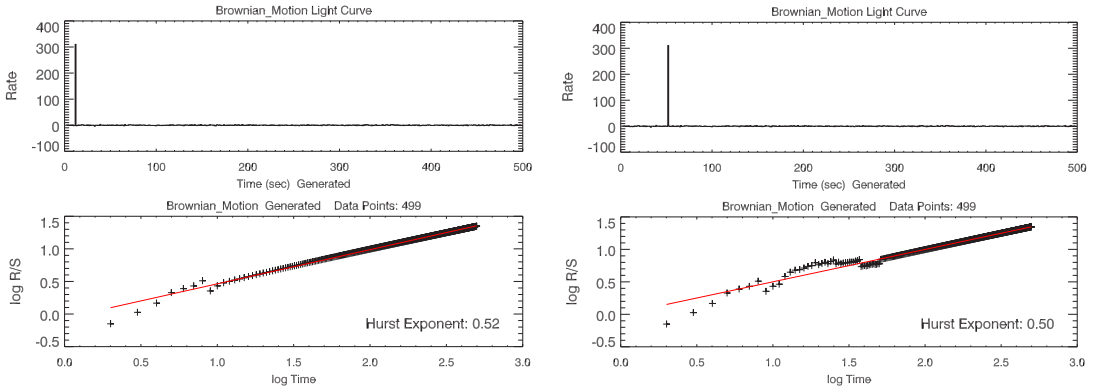 Brownian_Motion Light Curve
400
300
200
100
0
-100
Rate
0 100 200 300 400 500
Time (sec) Generated
Brownian_Motion Generated Data Points: 499
1.5
1.0
0.5
0.0
-0.5
log R/S
Hurst Exponent: 0.52
0.0 0.5 1.0 1.5 2.0 2.5 3.0
log Time
Brownian_Motion Light Curve
400
300
200
100
0
-100
Rate
0 100 200 300 400 500
Time (sec) Generated
Brownian_Motion Generated Data Points: 499
1.5
1.0
0.5
0.0
-0.5
log R/S
Hurst Exponent: 0.50
0.0 0.5 1.0 1.5 2.0 2.5 3.0
log Time